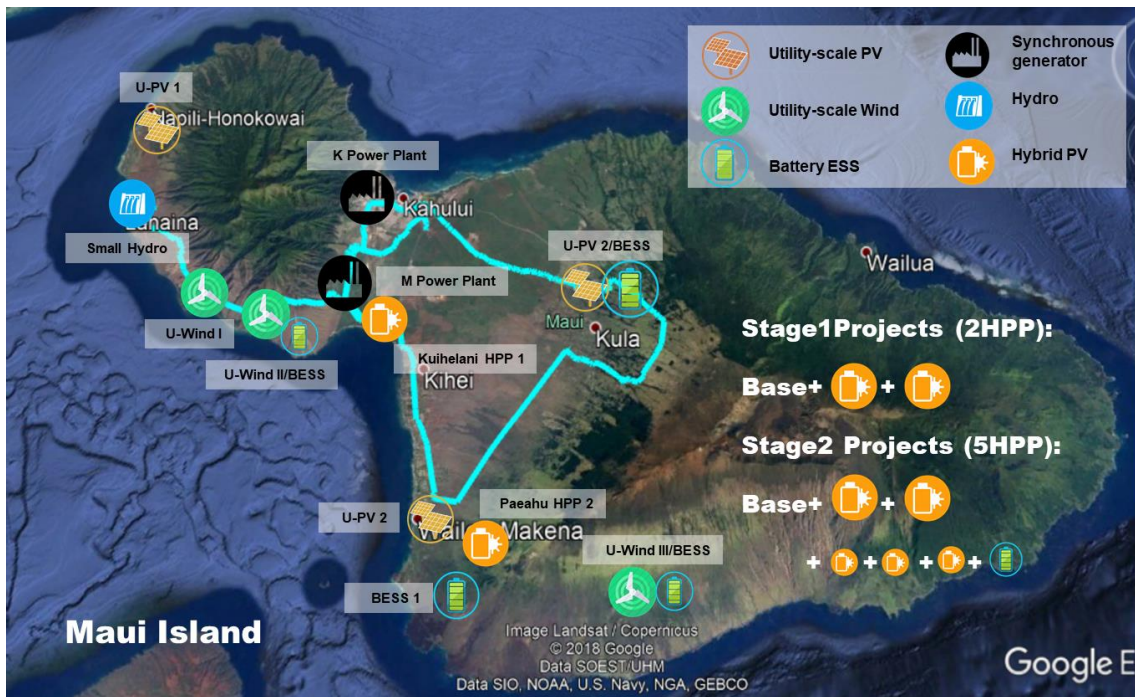 Utility-scale PV
Synchronous
generator
Utility-scale Wind
Hydro
Battery ESS
Hybrid PV
U-PV 1
Napili-Honokowai
K Power Plant
Kahului
Lahaina
Small Hydro
U-PV 2/BESS
Wailua
M Power Plant
U-Wind I
Maui
Kula
Kuihelani HPP 1
U-Wind II/BESS
Kihei
Stage1Projects (2HPP):
Base+ +
Stage2 Projects (5HPP):
Base+ +
+ + + +
Paeahu HPP 2
U-PV 2
Makena
U-Wind III/BESS
BESS 1
Maui Island
Image Landsat / Copernicus
© 2018 Google
Data SOEST/UHM
Data SIO, NOAA, U.S. Navy, NGA, GEBCO
Google E